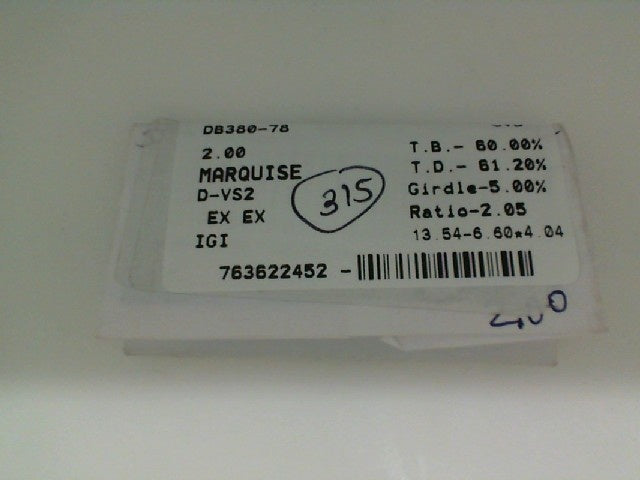 DB380-78
2.00
MARQUISE
D-VS2
EX EX
IGI
315
T.B.- 60.00%
T.D.- 61.20%
Girdle-5.00%
Ratio-2.05
13.54-6.60*4.04
763622452 -